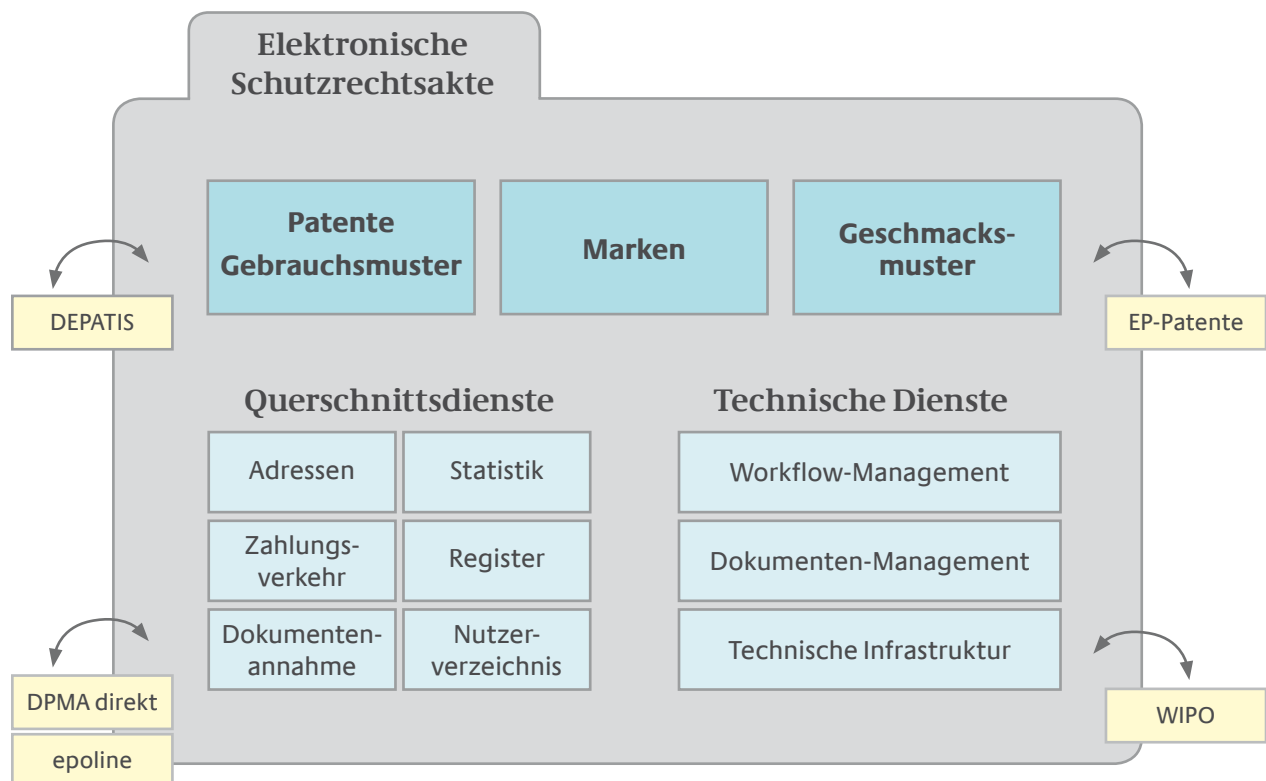 Elektronische
Schutzrechtsakte
Patente
Gebrauchsmuster
Marken
Geschmacks-
muster
DEPATIS
EP-Patente
Querschnittsdienste
Adressen
Statistik
Zahlungs-
verkehr
Register
Dokumenten-
annahme
Nutzer-
verzeichnis
Technische Dienste
Workflow-Management
Dokumenten-Management
Technische Infrastruktur
DPMA direkt
epoline
WIPO